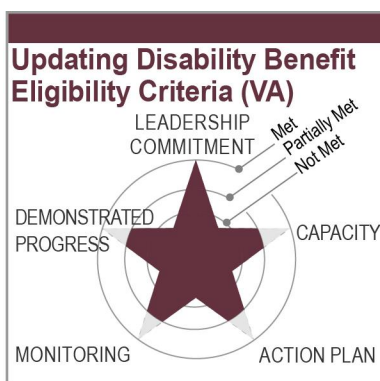 Updating Disability Benefit
Eligibility Criteria (VA)
LEADERSHIP
COMMITMENT
Met
Partially Met
Not Met
DEMONSTRATED
PROGRESS
CAPACITY
MONITORING
ACTION PLAN